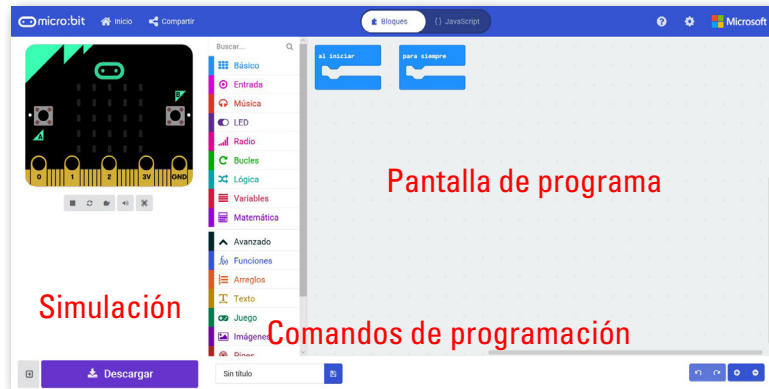 micro:bit Inicio Compartir Bloques {} JavaScript ? Microsoft
Buscar...
al iniciar para siempre
Básico
Entrada
B
Música
LED
A
Radio
Bucles
0 1 2 3V GND
Lógica
Pantalla de programa
Variables
Matemática
Avanzado
f(x) Funciones
Arreglos
Simulación
T Texto
Juego
Imágenes
Comandos de programación
Pines
Descargar
Sin título